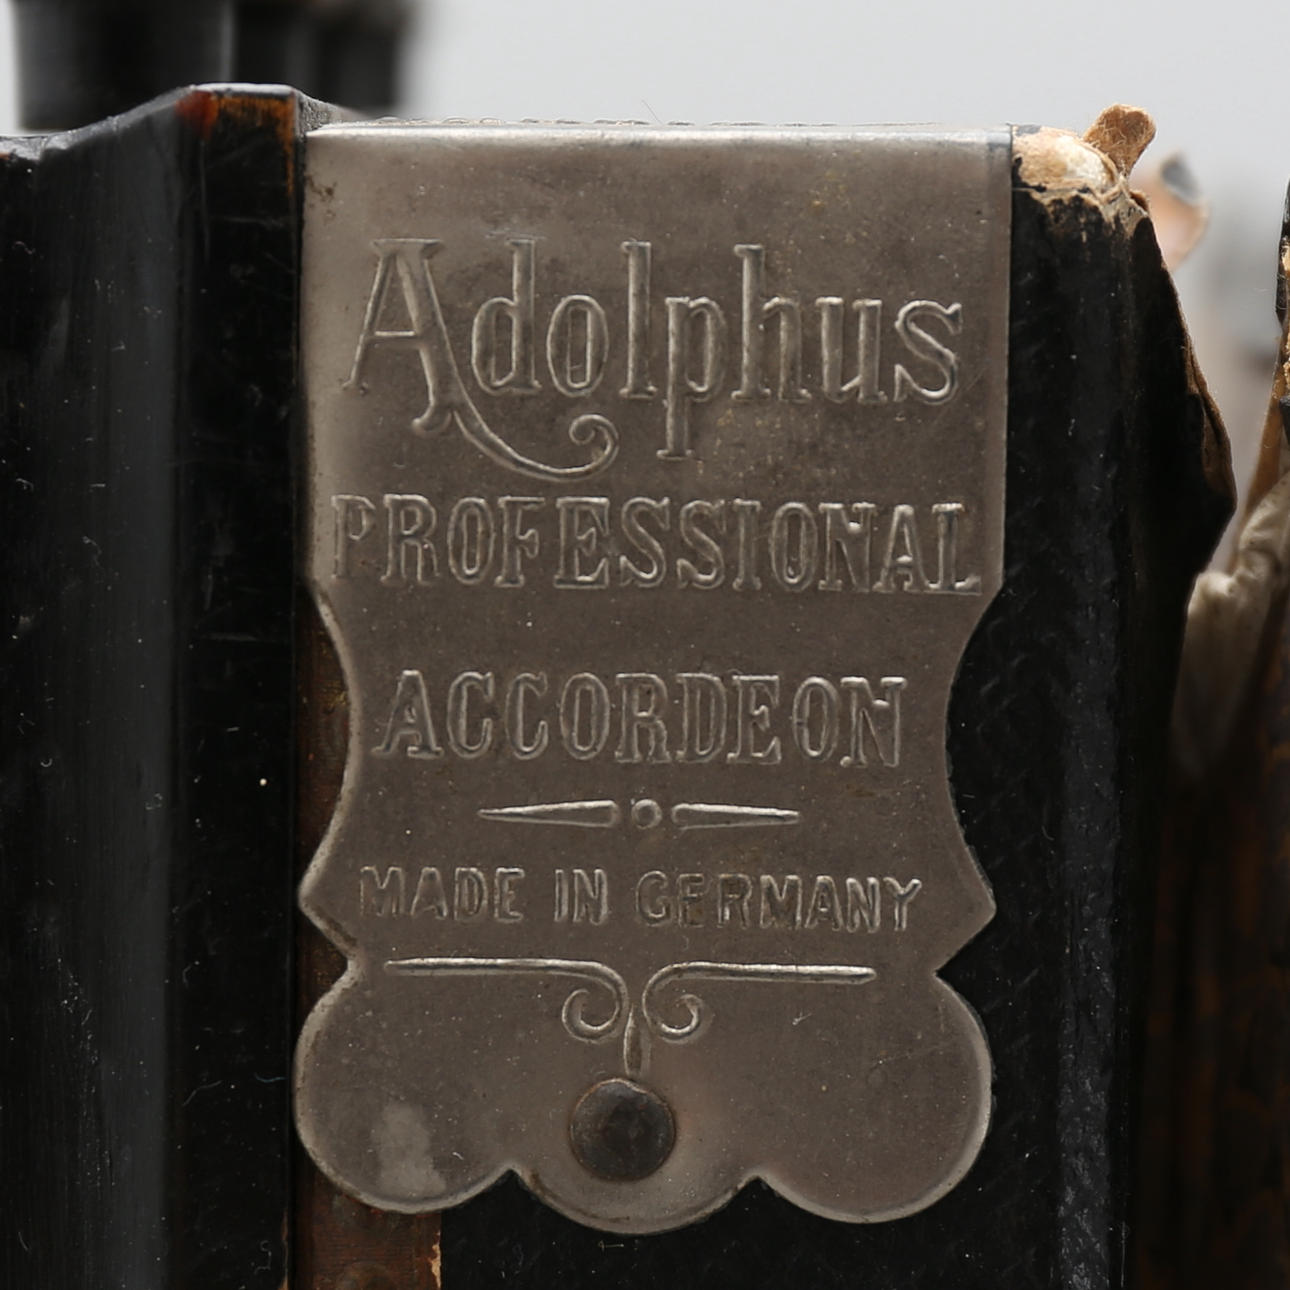 Adolphus
PROFESSIONAL
ACCORDEON
MADE IN GERMANY